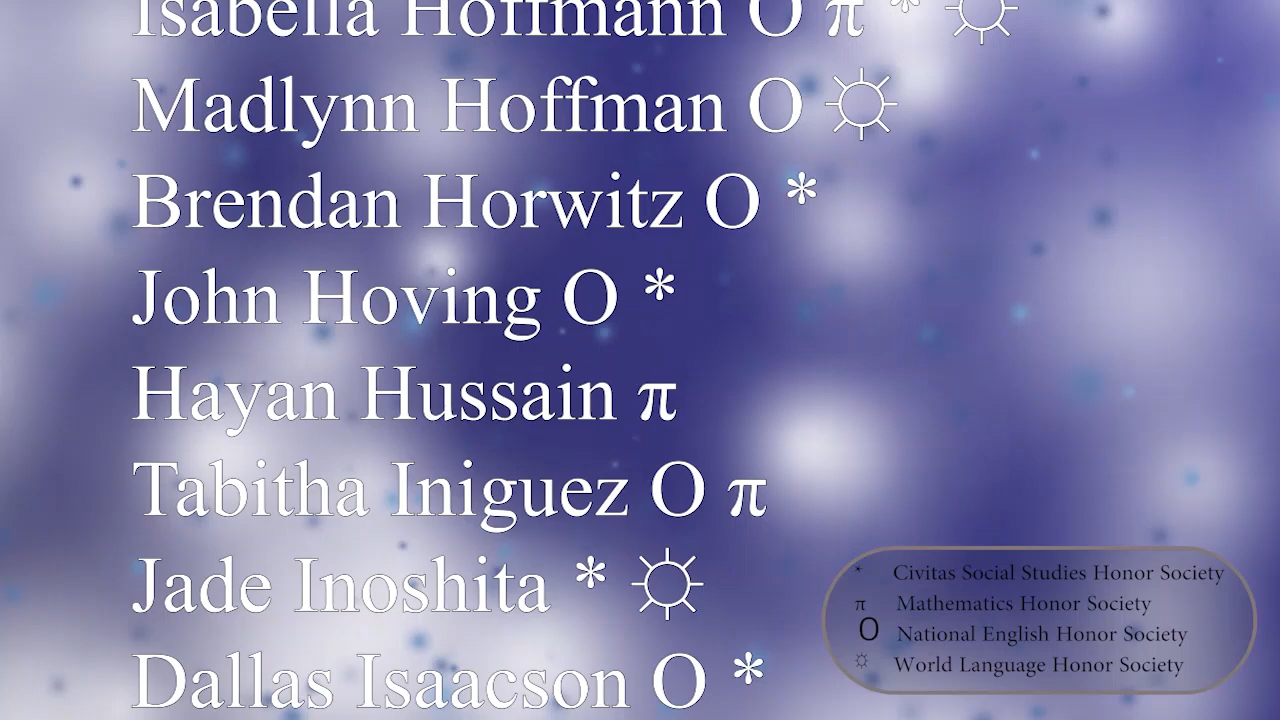 Isabella Hoffmann O π * ☼
Madlynn Hoffman O ☼
Brendan Horwitz O *
John Hoving O *
Hayan Hussain π
Tabitha Iniguez O π
Jade Inoshita * ☼
Dallas Isaacson O *
* Civitas Social Studies Honor Society
π Mathematics Honor Society
O National English Honor Society
☼ World Language Honor Society